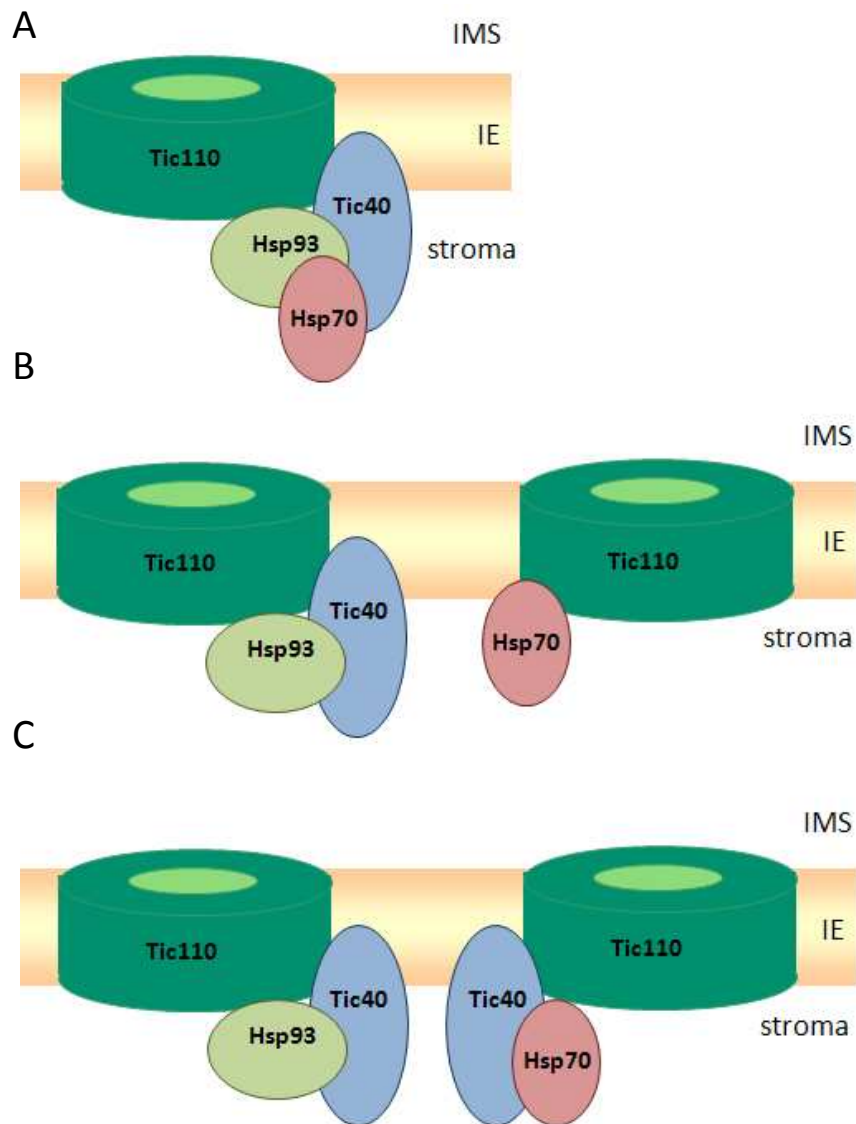 A
IMS
IE
Tic110
Tic40
Hsp93
stroma
Hsp70
B
IMS
IE
Tic110
Tic110
Tic40
Hsp93
Hsp70
stroma
C
IMS
IE
Tic110
Tic110
Tic40
Tic40
stroma
Hsp93
Hsp70